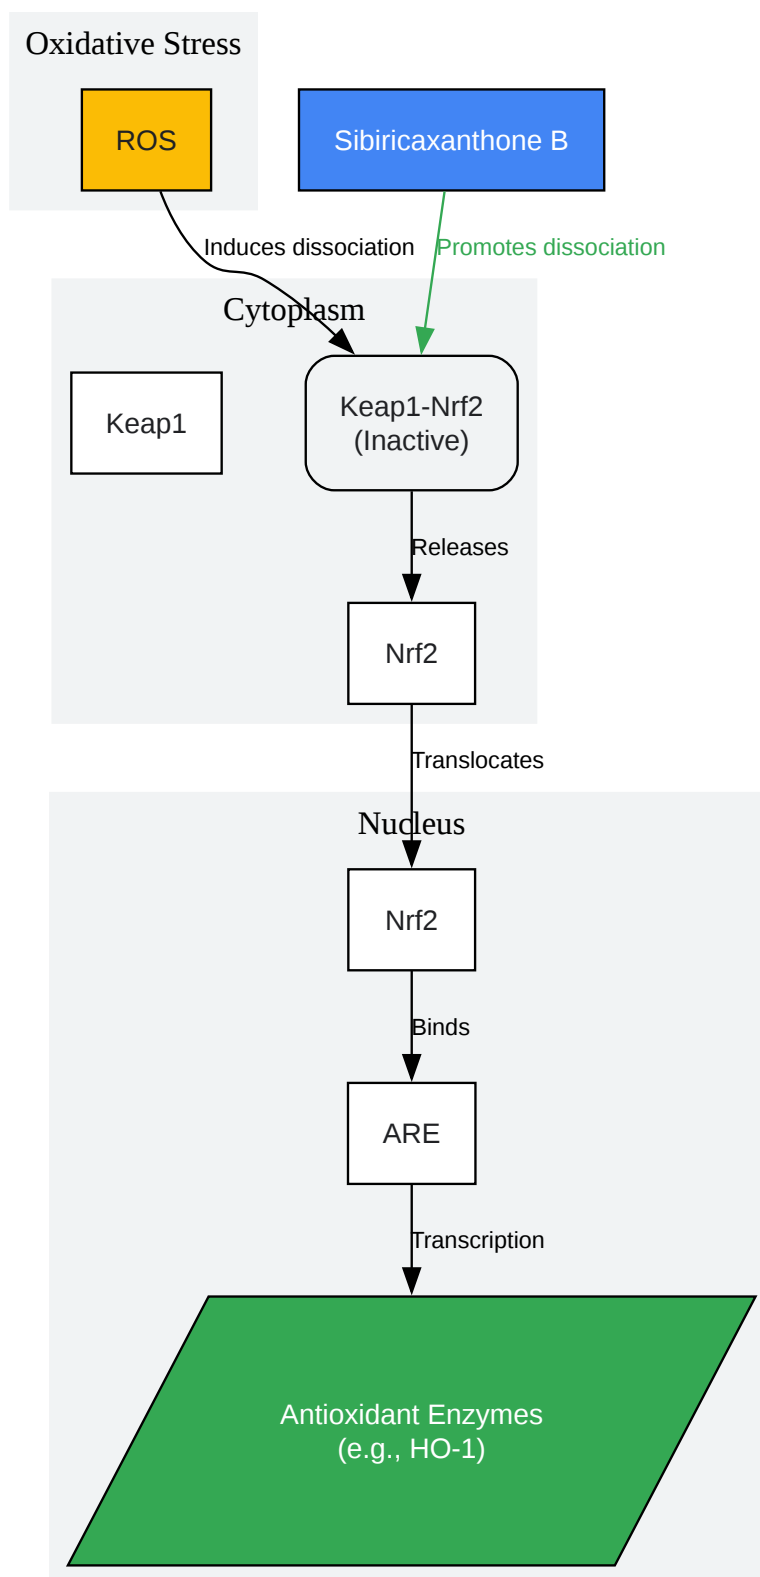 Oxidative Stress
ROS
Sibiricaxanthone B
Induces dissociation
Promotes dissociation
Cytoplasm
Keap1
Keap1-Nrf2
(Inactive)
Releases
Nrf2
Translocates
Nucleus
Nrf2
Binds
ARE
Transcription
Antioxidant Enzymes
(e.g., HO-1)